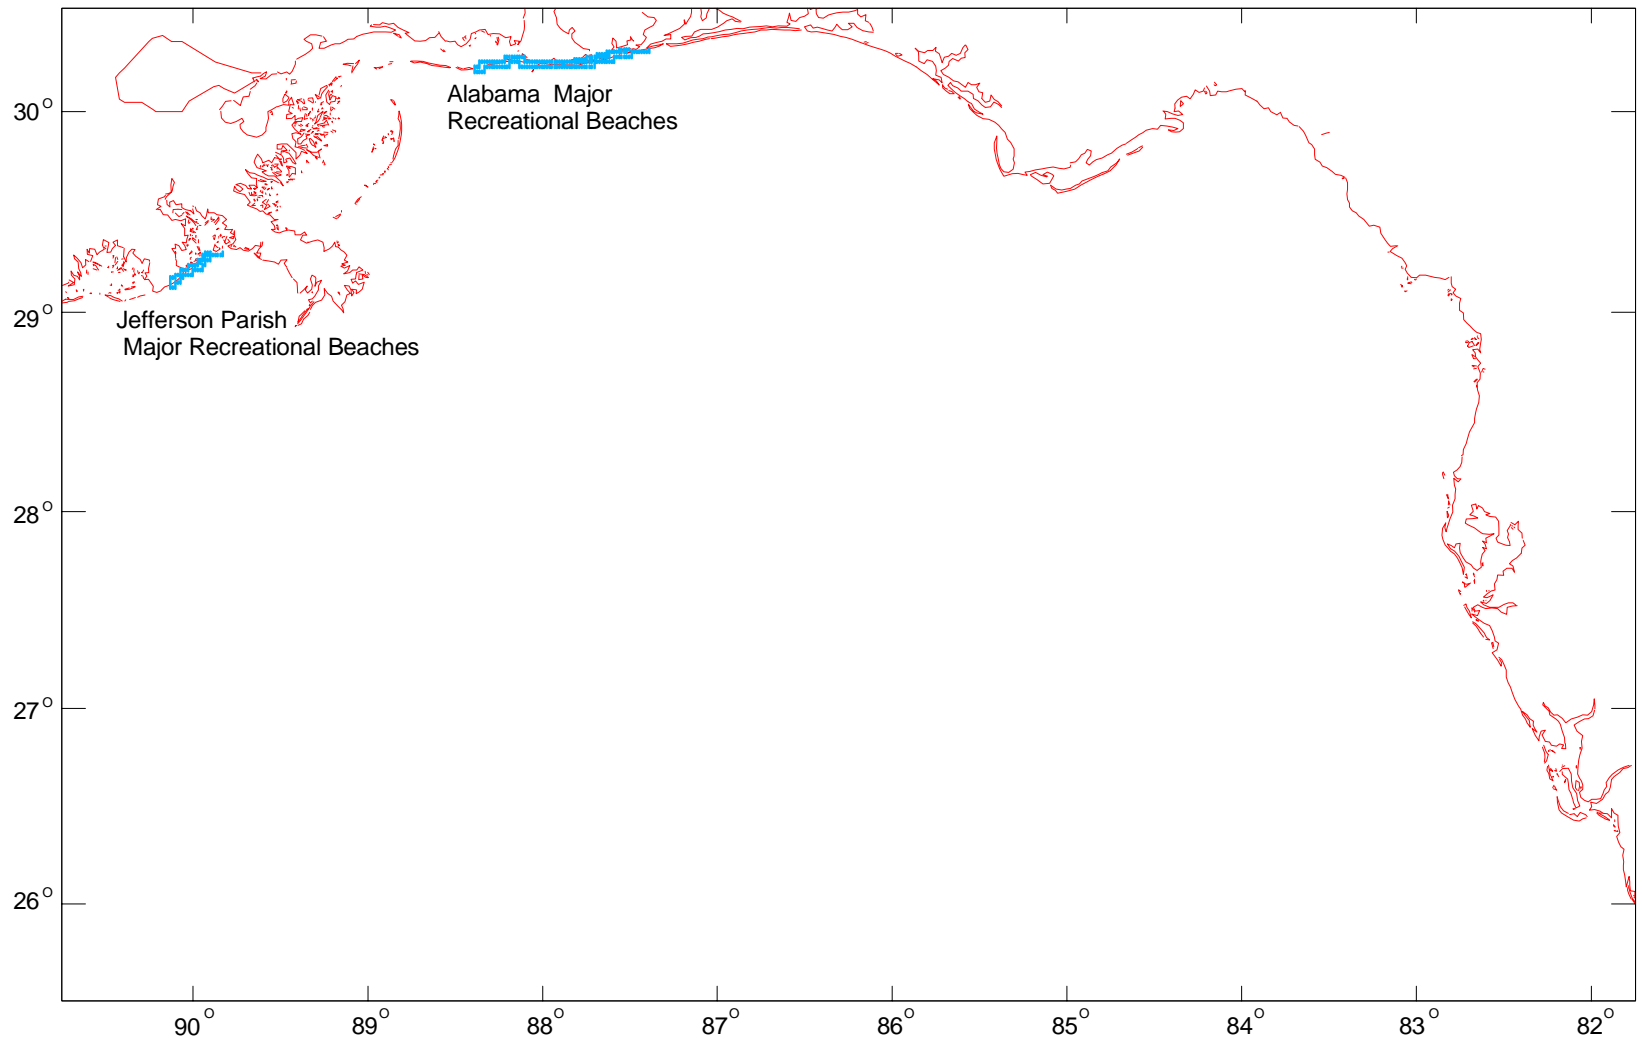 Alabama  Major
Recreational Beaches
Jefferson Parish
Major Recreational Beaches
30°
29°
28°
27°
26°
90° 89° 88° 87° 86° 85° 84° 83° 82°